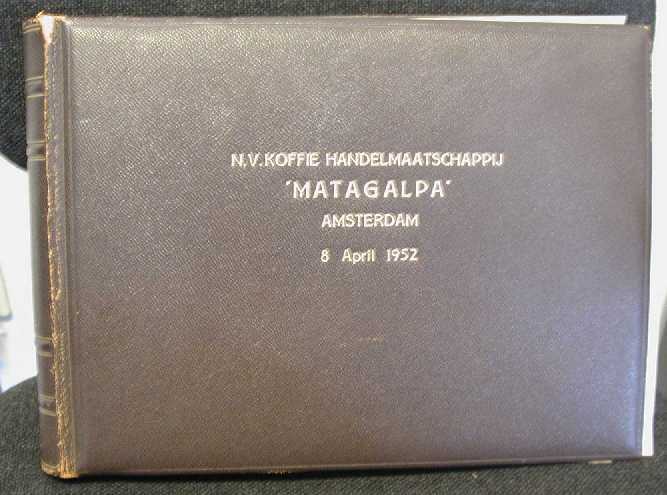 N.V. KOFFIE HANDELMAATSCHAPPIJ
"MATAGALPA"
AMSTERDAM
8 April 1952